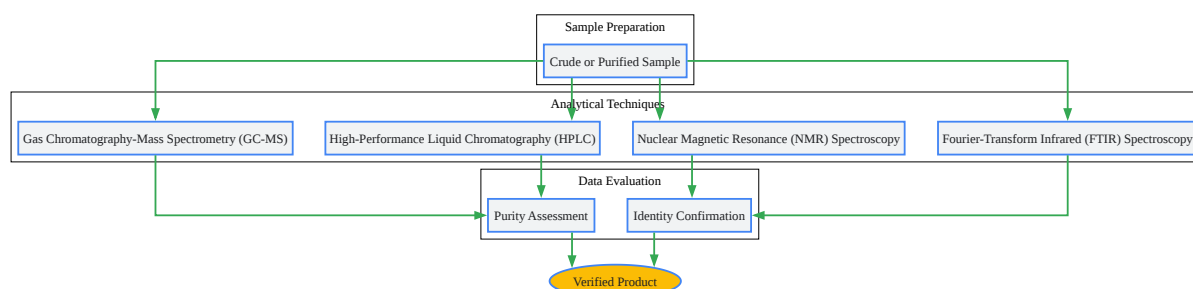 Sample Preparation
Crude or Purified Sample
Analytical Techniques
Gas Chromatography-Mass Spectrometry (GC-MS)
High-Performance Liquid Chromatography (HPLC)
Nuclear Magnetic Resonance (NMR) Spectroscopy
Fourier-Transform Infrared (FTIR) Spectroscopy
Data Evaluation
Purity Assessment
Identity Confirmation
Verified Product